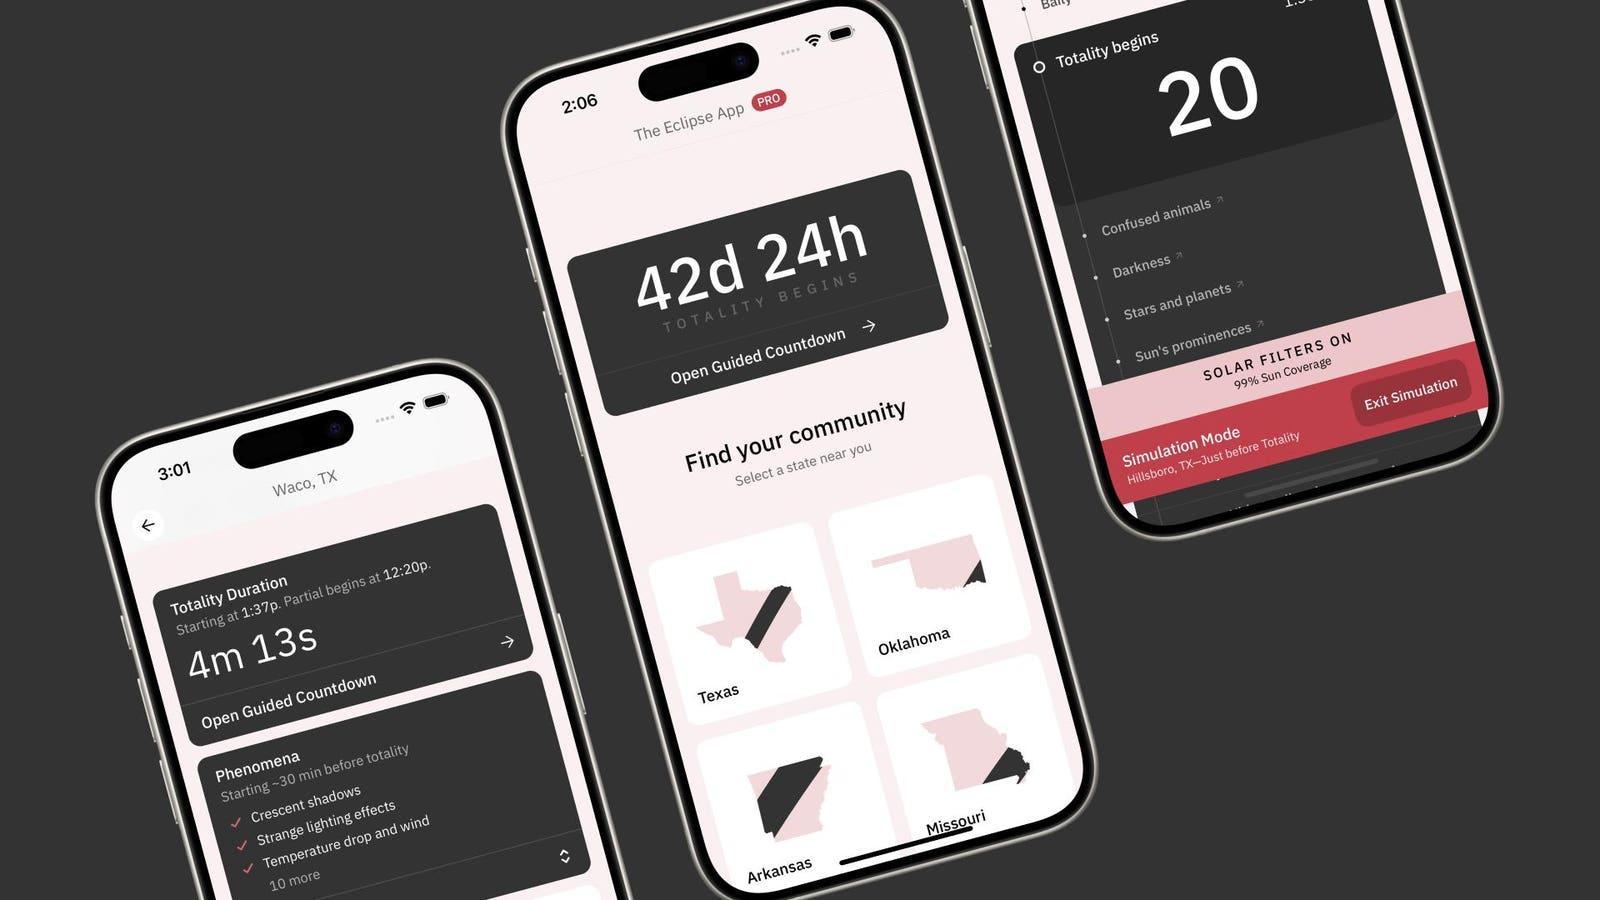 3:01
Waco, TX
Totality Duration
Starting at 1:37p. Partial begins at 12:20p.
4m 13s
Open Guided Countdown
Phenomena
Starting ~30 min before totality
Crescent shadows
Strange lighting effects
Temperature drop and wind
10 more
2:06
The Eclipse App PRO
42d 24h
TOTALITY BEGINS
Open Guided Countdown
Find your community
Select a state near you
Texas
Oklahoma
Arkansas
Missouri
Totality begins
20
Confused animals
Darkness
Stars and planets
Sun's prominences
SOLAR FILTERS ON
99% Sun Coverage
Simulation Mode
Hillsboro, TX—Just before Totality
Exit Simulation